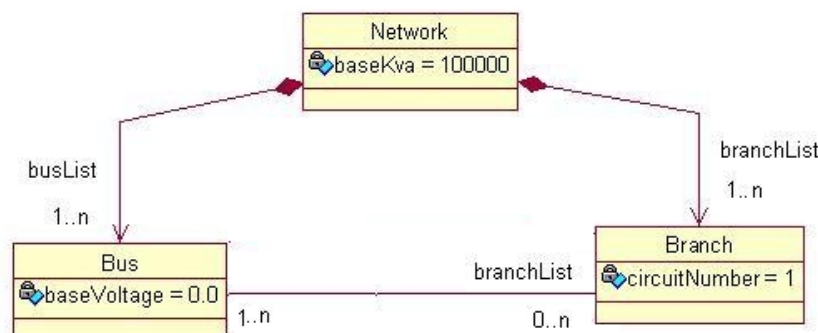 Network
baseKva = 100000
busList
1..n
branchList
1..n
Bus
baseVoltage = 0.0
Branch
circuitNumber = 1
branchList
1..n
0..n